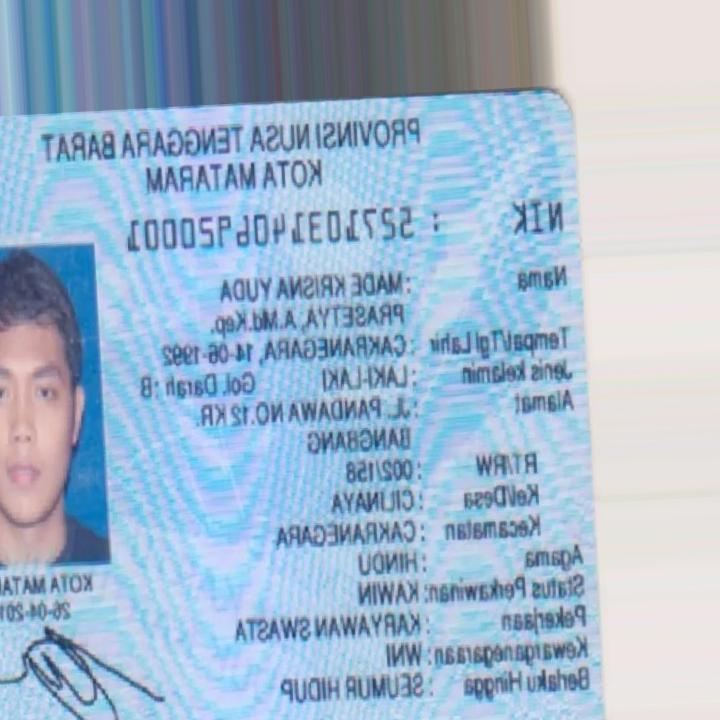 PROVINSI NUSA TENGGARA BARAT
KOTA MATARAM
NIK : 5271031406920001
Nama : MADE KRISNA YUDA
PRASETYA, A.Md.Kep.
Tempat/Tgl Lahir : CAKRANEGARA, 14-06-1992
Jenis kelamin : LAKI-LAKI Gol. Darah : B
Alamat : JL. PANDAWA NO.12 KR.
BANGBANG
RT/RW : 002/158
Kel/Desa : CILINAYA
Kecamatan : CAKRANEGARA
Agama : HINDU
Status Perkawinan: KAWIN
Pekerjaan : KARYAWAN SWASTA
Kewarganegaraan: WNI
Berlaku Hingga : SEUMUR HIDUP
KOTA MATA
26-04-201